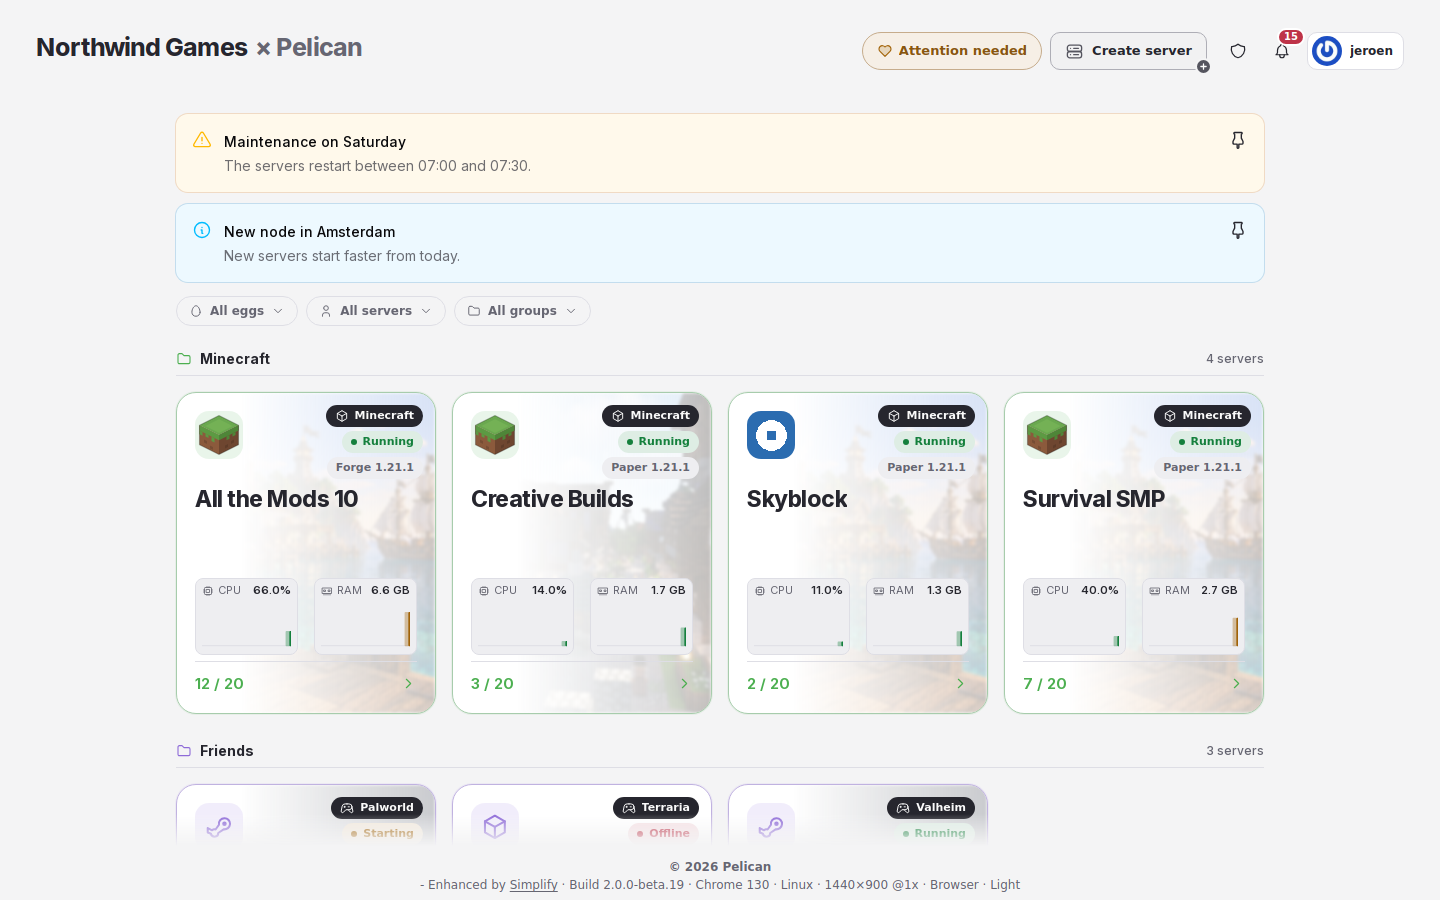 Northwind Games × Pelican
Attention needed
Create server
15
jeroen
Maintenance on Saturday
The servers restart between 07:00 and 07:30.
New node in Amsterdam
New servers start faster from today.
All eggs
All servers
All groups
Minecraft
4 servers
Minecraft
Running
Forge 1.21.1
All the Mods 10
CPU 66.0%
RAM 6.6 GB
12 / 20
Minecraft
Running
Paper 1.21.1
Creative Builds
CPU 14.0%
RAM 1.7 GB
3 / 20
Minecraft
Running
Paper 1.21.1
Skyblock
CPU 11.0%
RAM 1.3 GB
2 / 20
Minecraft
Running
Paper 1.21.1
Survival SMP
CPU 40.0%
RAM 2.7 GB
7 / 20
Friends
3 servers
Palworld
Starting
Terraria
Offline
Valheim
Running
© 2026 Pelican
- Enhanced by Simplify · Build 2.0.0-beta.19 · Chrome 130 · Linux · 1440×900 @1x · Browser · Light